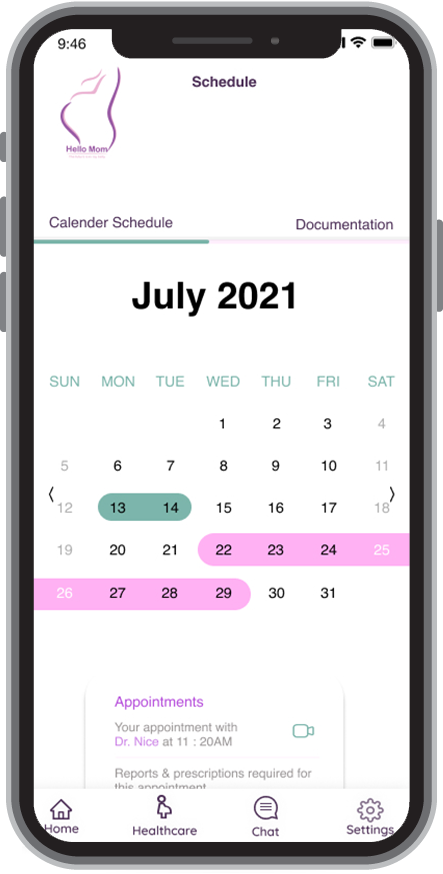 9:46
Schedule
Hello Mom
Calender Schedule
Documentation
July 2021
SUN MON TUE WED THU FRI SAT
1 2 3 4
5 6 7 8 9 10 11
12 13 14 15 16 17 18
19 20 21 22 23 24 25
26 27 28 29 30 31
Appointments
Your appointment with
Dr. Nice at 11 : 20AM
Reports & prescriptions required for
this appointment
Home Healthcare Chat Settings